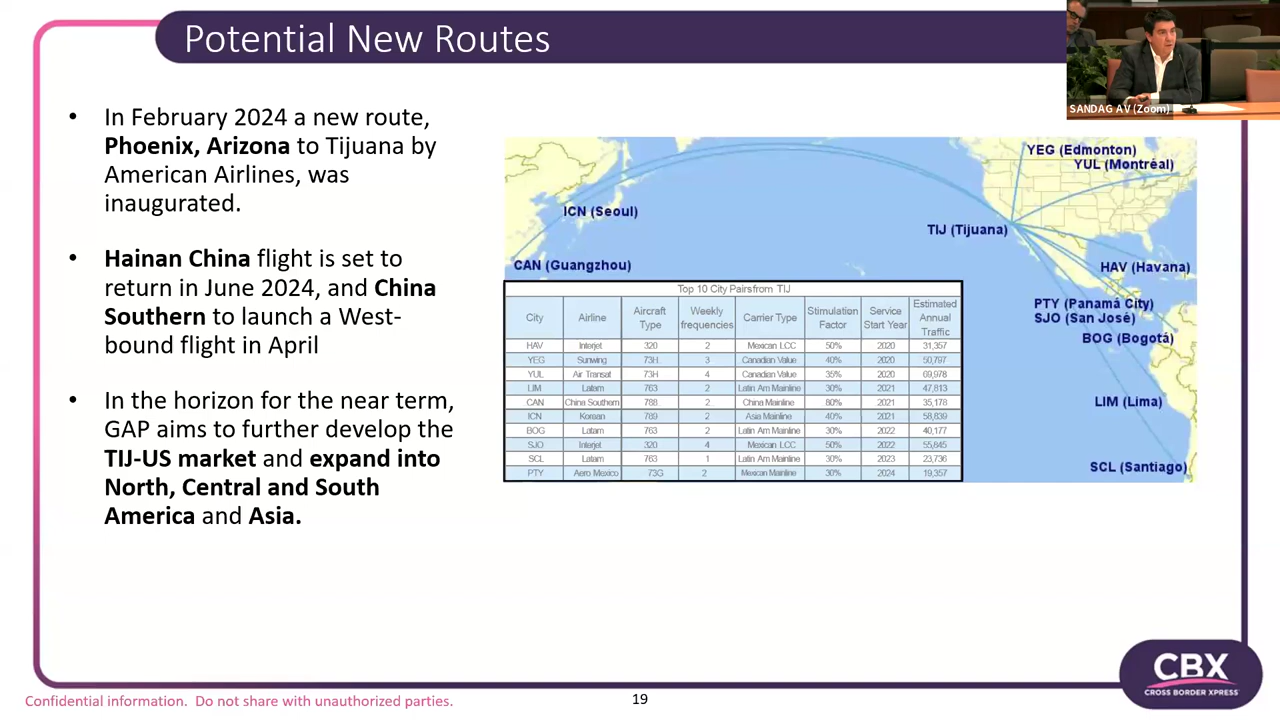 Potential New Routes
SANDAG AV (Zoom)
• In February 2024 a new route,
Phoenix, Arizona to Tijuana by
American Airlines, was
inaugurated.
• Hainan China flight is set to
return in June 2024, and China
Southern to launch a West-
bound flight in April
• In the horizon for the near term,
GAP aims to further develop the
TIJ-US market and expand into
North, Central and South
America and Asia.
YEG (Edmonton)
YUL (Montréal)
ICN (Seoul)
TIJ (Tijuana)
CAN (Guangzhou)
HAV (Havana)
PTY (Panamá City)
SJO (San José)
BOG (Bogotá)
LIM (Lima)
SCL (Santiago)
Top 10 City Pairsfrom TIJ
City Airline Aircraft Type Weekly frequencies Carrier Type Stimulation Factor Service Start Year Estimated Annual Traffic
HAV Interjet 320 2 Mexican LCC 50% 2020 31,357
YEG Sunwing 73H 3 Canadian Value 40% 2020 50,797
YUL Air Transat 73H 4 Canadian Value 35% 2020 69,978
LIM Latam 763 2 Latin Am Mainline 30% 2021 47,813
CAN China Southern 788 2 China Mainline 80% 2021 35,178
ICN Korean 789 2 Asia Mainline 40% 2021 58,839
BOG Latam 763 2 Latin Am Mainline 30% 2022 40,177
SJO Interjet 320 4 Mexican LCC 50% 2022 55,845
SCL Latam 763 1 Latin Am Mainline 30% 2023 23,736
PTY Aero Mexico 73G 2 Mexican Mainline 30% 2024 19,357
CBX
CROSS BORDER XPRESS
Confidential information. Do not share with unauthorized parties.
19